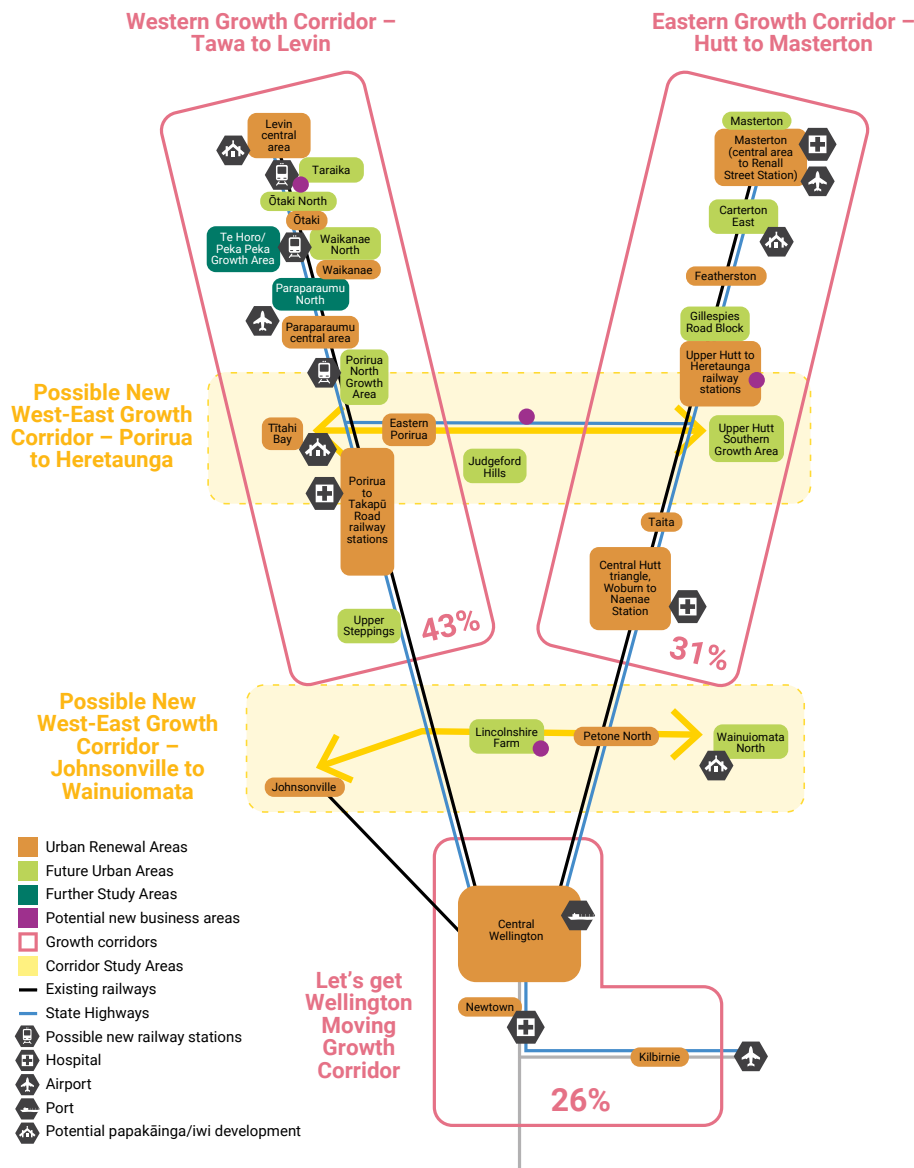 Western Growth Corridor –
Tawa to Levin
Eastern Growth Corridor –
Hutt to Masterton
Levin
central
area
Taraika
Ōtaki North
Ōtaki
Te Horo/
Peka Peka
Growth Area
Waikanae
North
Waikanae
Paraparaumu
North
Paraparaumu
central area
Porirua
North
Growth
Area
Masterton
Masterton
(central area
to Renall
Street Station)
Carterton
East
Featherston
Gillespies
Road Block
Upper Hutt to
Heretaunga
railway
stations
Possible New
West-East Growth
Corridor – Porirua
to Heretaunga
Tītahi
Bay
Eastern
Porirua
Judgeford
Hills
Upper Hutt
Southern
Growth Area
Porirua
to
Takapū
Road
railway
stations
Taita
Central Hutt
triangle,
Woburn to
Naenae
Station
Upper
Steppings
43%
31%
Possible New
West-East Growth
Corridor –
Johnsonville to
Wainuiomata
Lincolnshire
Farm
Petone North
Wainuiomata
North
Johnsonville
Urban Renewal Areas
Future Urban Areas
Further Study Areas
Potential new business areas
Growth corridors
Corridor Study Areas
Existing railways
State Highways
Possible new railway stations
Hospital
Airport
Port
Potential papakāinga/iwi development
Central
Wellington
Let's get
Wellington
Moving
Growth
Corridor
Newtown
Kilbirnie
26%